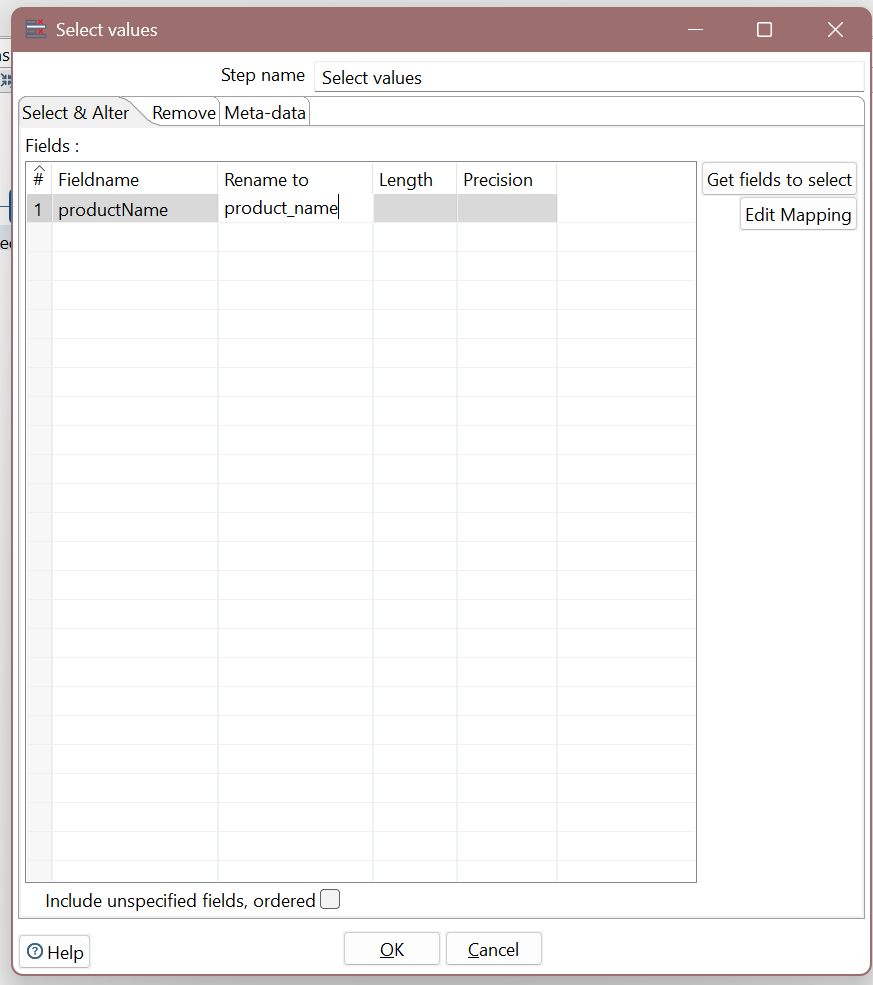 Select values
Step name Select values
Select & Alter Remove Meta-data
Fields :
# Fieldname Rename to Length Precision
1 productName product_name
Get fields to select
Edit Mapping
Include unspecified fields, ordered
Help OK Cancel